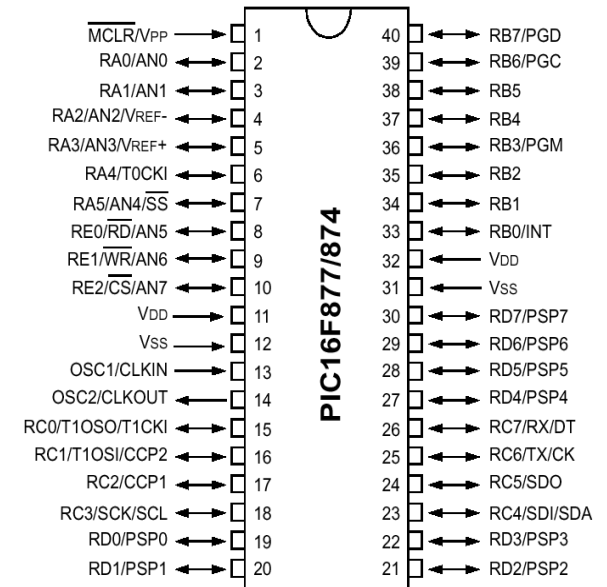 MCLR/VPP 1 40 RB7/PGD
RA0/AN0 2 39 RB6/PGC
RA1/AN1 3 38 RB5
RA2/AN2/VREF- 4 37 RB4
RA3/AN3/VREF+ 5 36 RB3/PGM
RA4/T0CKI 6 35 RB2
RA5/AN4/SS 7 34 RB1
RE0/RD/AN5 8 33 RB0/INT
RE1/WR/AN6 9 32 VDD
RE2/CS/AN7 10 31 VSS
VDD 11 30 RD7/PSP7
VSS 12 29 RD6/PSP6
OSC1/CLKIN 13 28 RD5/PSP5
OSC2/CLKOUT 14 27 RD4/PSP4
RC0/T1OSO/T1CKI 15 26 RC7/RX/DT
RC1/T1OSI/CCP2 16 25 RC6/TX/CK
RC2/CCP1 17 24 RC5/SDO
RC3/SCK/SCL 18 23 RC4/SDI/SDA
RD0/PSP0 19 22 RD3/PSP3
RD1/PSP1 20 21 RD2/PSP2
PIC16F877/874